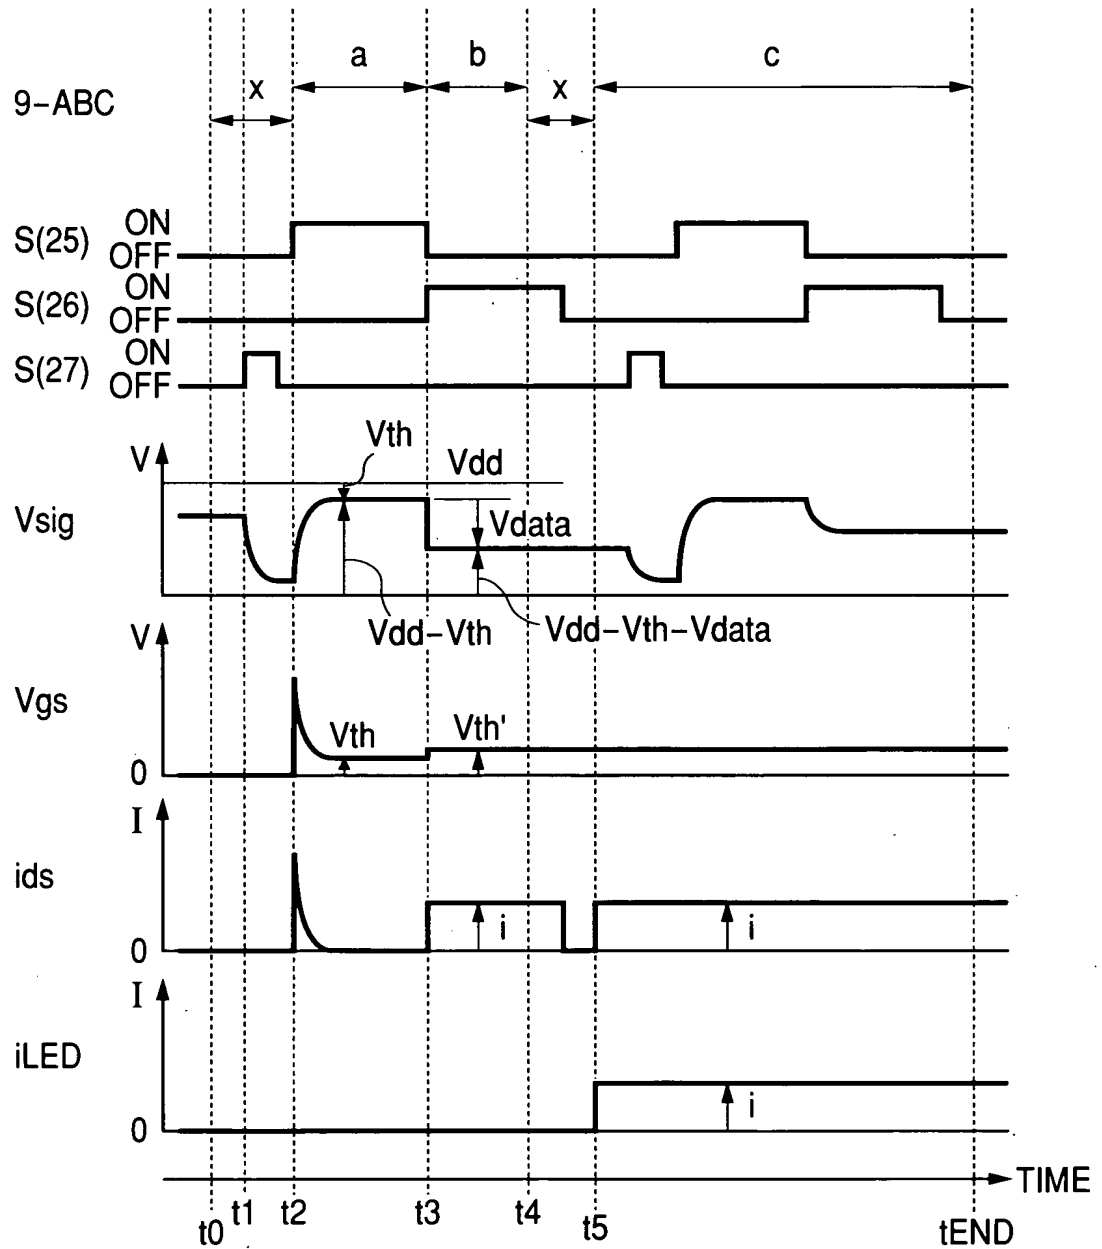 a b c
x x
9-ABC
S(25) ON
OFF
S(26) ON
OFF
S(27) ON
OFF
V
Vth
Vdd
Vsig
Vdata
Vdd-Vth
Vdd-Vth-Vdata
V
Vgs
Vth
Vth'
0
I
ids
i
i
0
I
iLED
i
0
TIME
t0 t1 t2 t3 t4 t5 tEND